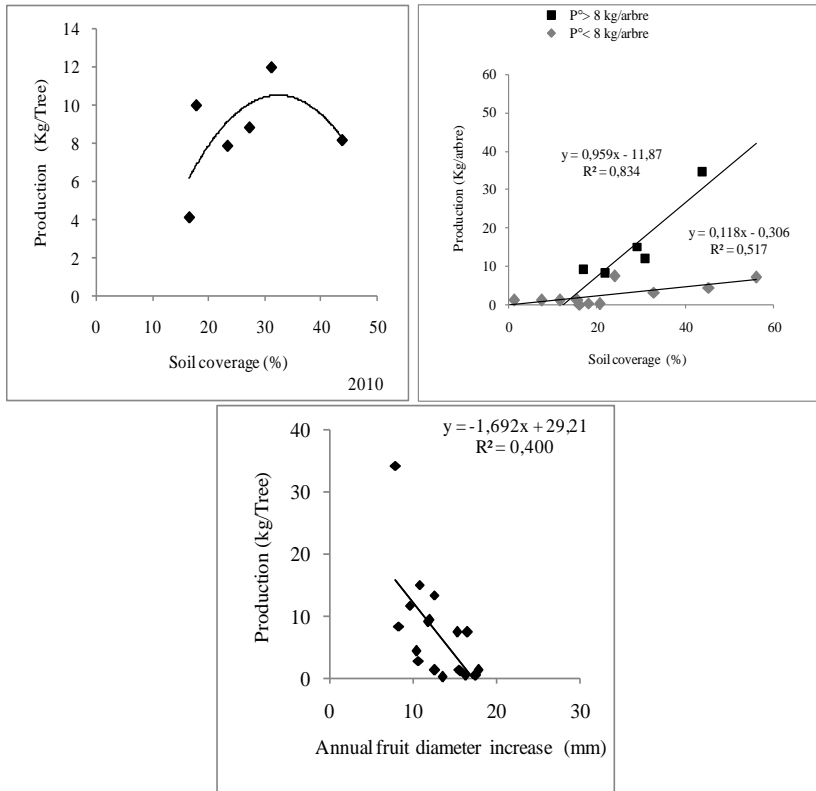 Production (Kg/Tree)
14
12
10
8
6
4
2
0
0 10 20 30 40 50
Soil coverage (%)
2010
P°> 8 kg/arbre
P°< 8 kg/arbre
Production (Kg/arbre)
60
50
40
30
20
10
0
y = 0,959x - 11,87
R² = 0,834
y = 0,118x - 0,306
R² = 0,517
0 20 40 60
Soil coverage (%)
y = -1,692x + 29,21
R² = 0,400
Production (kg/Tree)
40
30
20
10
0
0 10 20 30
Annual fruit diameter increase (mm)